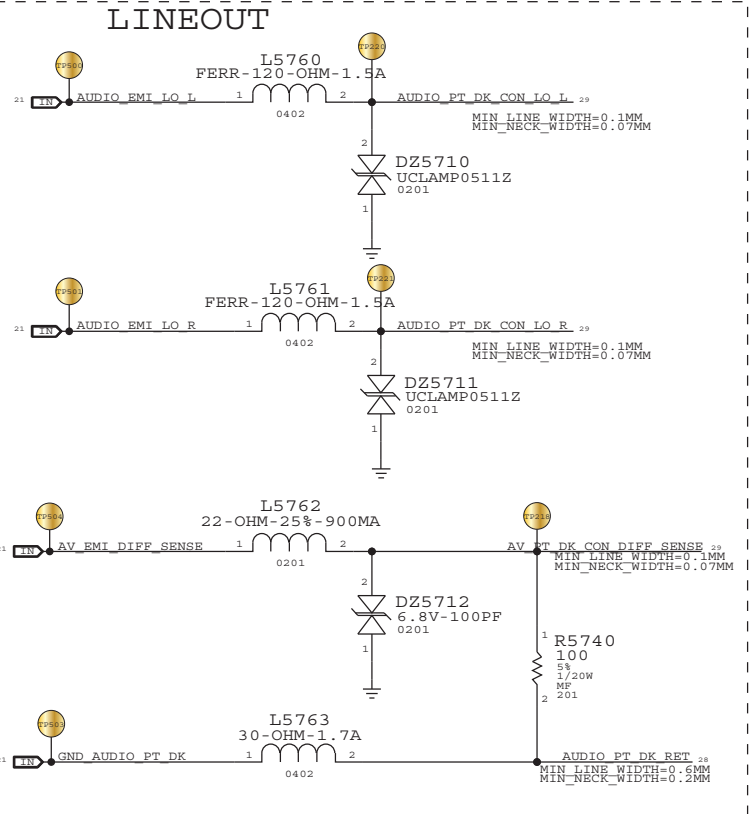 LINEOUT
L5760
FERR-120-OHM-1.5A
TP500
TP220
21 IN AUDIO_EMI_LO_L 1 2 AUDIO_PT_DK_CON_LO_L 29
0402
MIN_LINE_WIDTH=0.1MM
MIN_NECK_WIDTH=0.07MM
2
DZ5710
UCLAMP0511Z
0201
1
TP501
TP221
L5761
FERR-120-OHM-1.5A
21 IN AUDIO_EMI_LO_R 1 2 AUDIO_PT_DK_CON_LO_R 29
0402
MIN_LINE_WIDTH=0.1MM
MIN_NECK_WIDTH=0.07MM
2
DZ5711
UCLAMP0511Z
0201
1
TP504
TP218
L5762
22-OHM-25%-900MA
21 IN AV_EMI_DIFF_SENSE 1 2 AV_PT_DK_CON_DIFF_SENSE 29
0201
MIN_LINE_WIDTH=0.1MM
MIN_NECK_WIDTH=0.07MM
2
DZ5712
6.8V-100PF
0201
1
1
R5740
100
5%
1/20W
MF
201
2
TP503
L5763
30-OHM-1.7A
21 IN GND_AUDIO_PT_DK 1 2 AUDIO_PT_DK_RET 28
0402
MIN_LINE_WIDTH=0.6MM
MIN_NECK_WIDTH=0.2MM